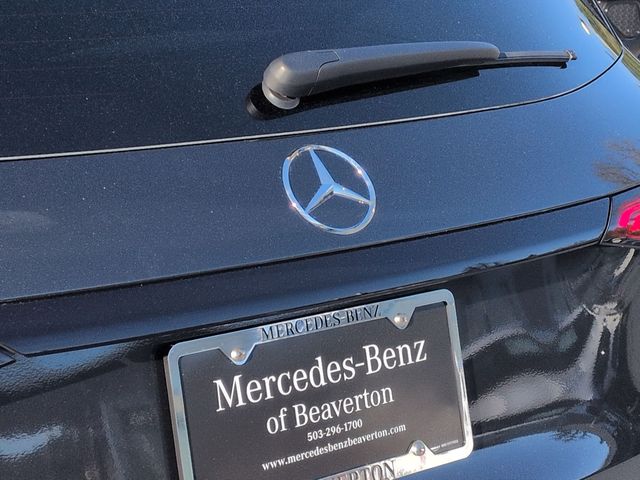 MERCEDES-BENZ
Mercedes-Benz
of Beaverton
503-296-1700
www.mercedesbenzbeaverton.com